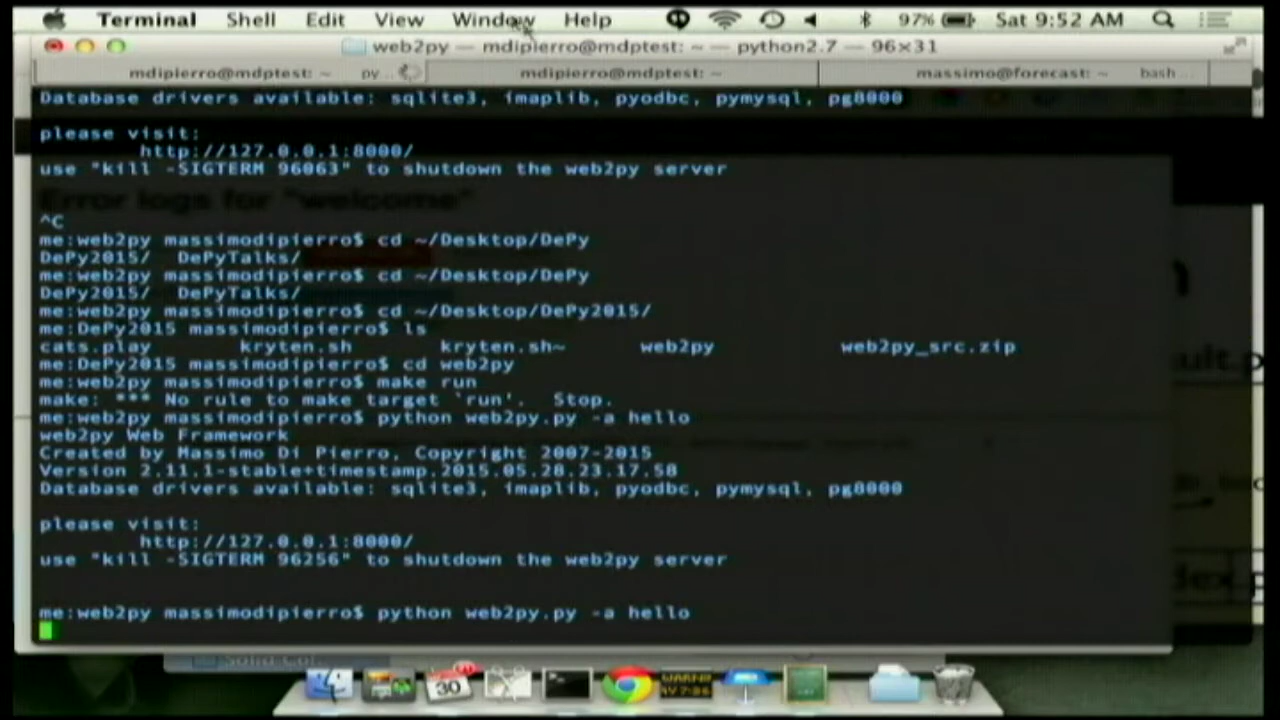 Terminal Shell Edit View Window Help 97% Sat 9:52 AM
web2py — mdipierro@mdptest: ~ — python2.7 — 96×31
mdipierro@mdptest: ~ py... mdipierro@mdptest: ~ massimo@forecast: ~ bash...
Database drivers available: sqlite3, imaplib, pyodbc, pymysql, pg8000
please visit:
http://127.0.0.1:8000/
use "kill -SIGTERM 96063" to shutdown the web2py server
Error logs for "welcome"
^C
me:web2py massimodipierro$ cd ~/Desktop/DePy
DePy2015/ DePyTalks/
me:web2py massimodipierro$ cd ~/Desktop/DePy
DePy2015/ DePyTalks/
me:web2py massimodipierro$ cd ~/Desktop/DePy2015/
me:DePy2015 massimodipierro$ ls
cats.play kryten.sh kryten.sh~ web2py web2py_src.zip
me:DePy2015 massimodipierro$ cd web2py
me:web2py massimodipierro$ make run
make: *** No rule to make target `run'. Stop.
me:web2py massimodipierro$ python web2py.py -a hello
web2py Web Framework
Created by Massimo Di Pierro, Copyright 2007-2015
Version 2.11.1-stable+timestamp.2015.05.28.23.17.58
Database drivers available: sqlite3, imaplib, pyodbc, pymysql, pg8000
please visit:
http://127.0.0.1:8000/
use "kill -SIGTERM 96256" to shutdown the web2py server
me:web2py massimodipierro$ python web2py.py -a hello
Solid Col...
30